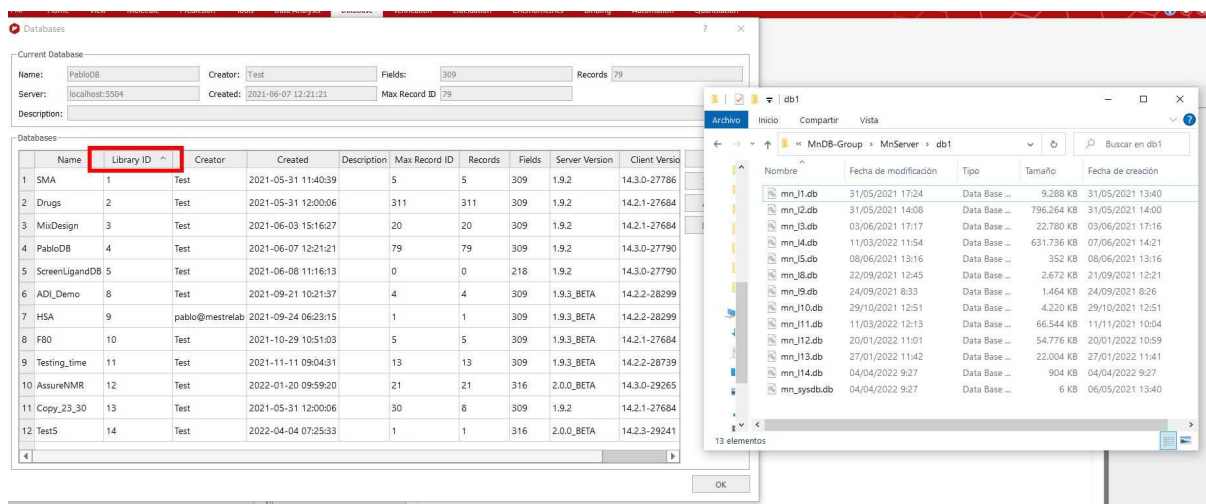 Home View Molecule Prediction Tools Data Analysis Database Verification Elucidation Chemometrics Binding Automation Quantitation
Databases
?
Current Database
Name: PabloDB Creator: Test Fields: 309 Records 79
Server: localhost:5504 Created: 2021-06-07 12:21:21 Max Record ID 79
Description:
Databases
Name Library ID Creator Created Description Max Record ID Records Fields Server Version Client Versio
1 SMA 1 Test 2021-05-31 11:40:39 5 5 309 1.9.2 14.3.0-27786
2 Drugs 2 Test 2021-05-31 12:00:06 311 311 309 1.9.2 14.2.1-27684
3 MixDesign 3 Test 2021-06-03 15:16:27 20 20 309 1.9.2 14.2.1-27684
4 PabloDB 4 Test 2021-06-07 12:21:21 79 79 309 1.9.2 14.3.0-27790
5 ScreenLigandDB 5 Test 2021-06-08 11:16:13 0 0 218 1.9.2 14.3.0-27790
6 ADI_Demo 8 Test 2021-09-21 10:21:37 4 4 309 1.9.3_BETA 14.2.2-28299
7 HSA 9 pablo@mestrelab 2021-09-24 06:23:15 1 1 309 1.9.3_BETA 14.2.2-28299
8 F80 10 Test 2021-10-29 10:51:03 5 5 309 1.9.3_BETA 14.2.1-27684
9 Testing_time 11 Test 2021-11-11 09:04:31 13 13 309 1.9.3_BETA 14.2.2-28739
10 AssureNMR 12 Test 2022-01-20 09:59:20 21 21 316 2.0.0_BETA 14.3.0-29265
11 Copy_23_30 13 Test 2021-05-31 12:00:06 30 8 309 1.9.2 14.2.1-27684
12 Test5 14 Test 2022-04-04 07:25:33 1 1 316 2.0.0_BETA 14.2.3-29241
OK
db1
Archivo Inicio Compartir Vista
« MnDB-Group › MnServer › db1 Buscar en db1
Nombre Fecha de modificación Tipo Tamaño Fecha de creación
mn_l1.db 31/05/2021 17:24 Data Base ... 9.288 KB 31/05/2021 13:40
mn_l2.db 31/05/2021 14:08 Data Base ... 796.264 KB 31/05/2021 14:00
mn_l3.db 03/06/2021 17:17 Data Base ... 22.780 KB 03/06/2021 17:16
mn_l4.db 11/03/2022 11:54 Data Base ... 631.736 KB 07/06/2021 14:21
mn_l5.db 08/06/2021 13:16 Data Base ... 352 KB 08/06/2021 13:16
mn_l8.db 22/09/2021 12:45 Data Base ... 2.672 KB 21/09/2021 12:21
mn_l9.db 24/09/2021 8:33 Data Base ... 1.464 KB 24/09/2021 8:26
mn_l10.db 29/10/2021 12:51 Data Base ... 4.220 KB 29/10/2021 12:51
mn_l11.db 11/03/2022 12:13 Data Base ... 66.544 KB 11/11/2021 10:04
mn_l12.db 20/01/2022 11:01 Data Base ... 54.776 KB 20/01/2022 10:59
mn_l13.db 27/01/2022 11:42 Data Base ... 22.004 KB 27/01/2022 11:41
mn_l14.db 04/04/2022 9:27 Data Base ... 904 KB 04/04/2022 9:27
mn_sysdb.db 04/04/2022 9:27 Data Base ... 6 KB 06/05/2021 13:40
13 elementos